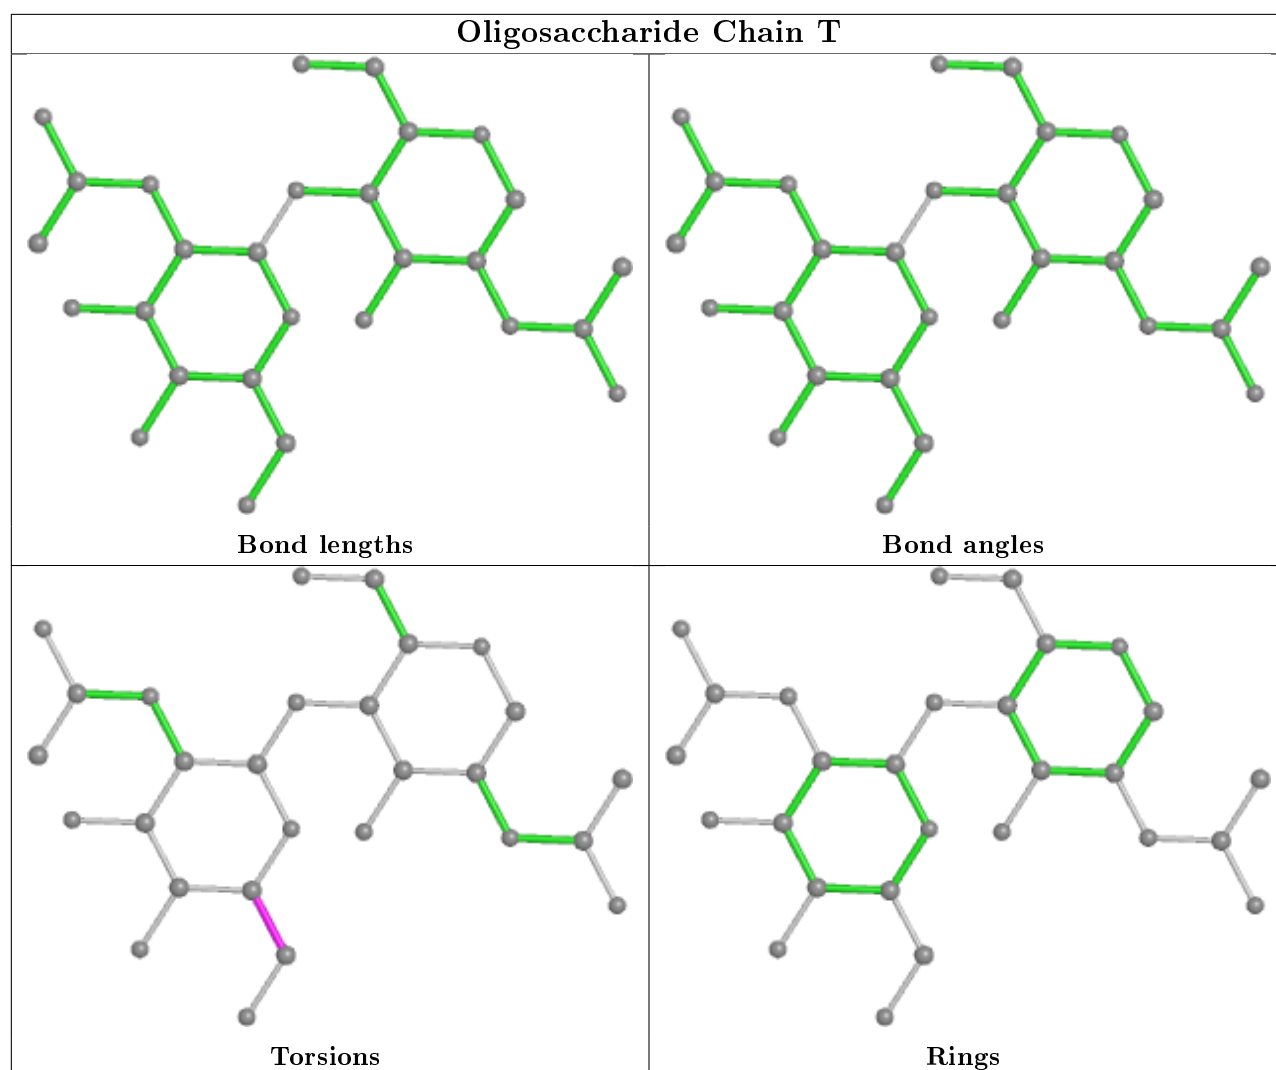 Oligosaccharide Chain T
Bond lengths
Bond angles
Torsions
Rings